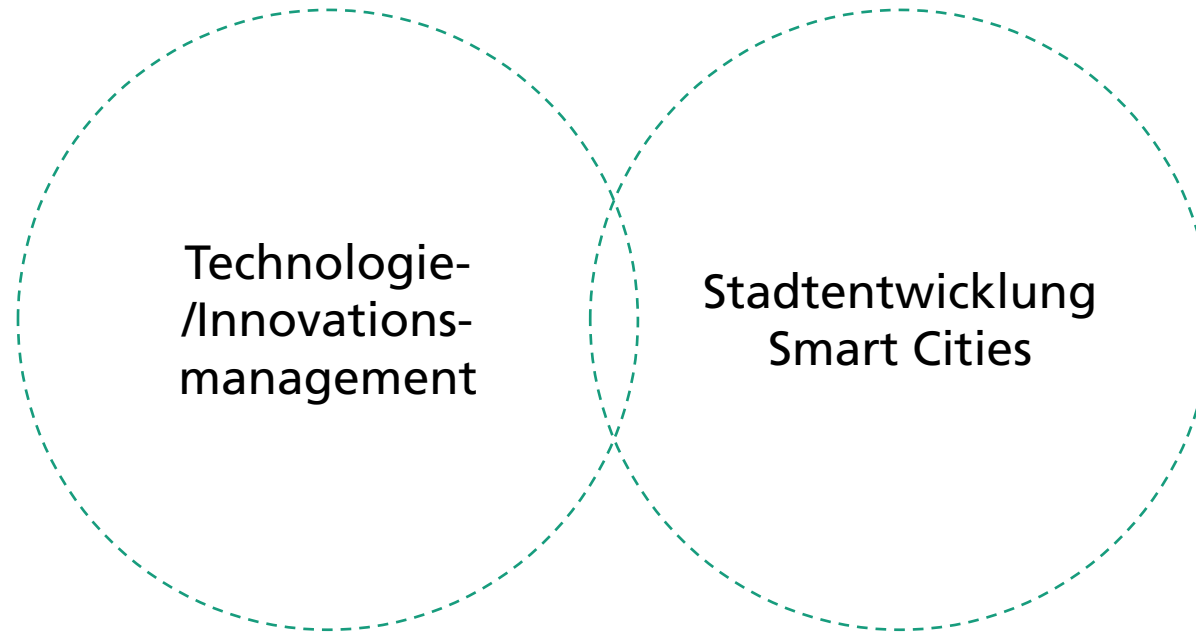 Technologie-
/Innovations-
management
Stadtentwicklung
Smart Cities